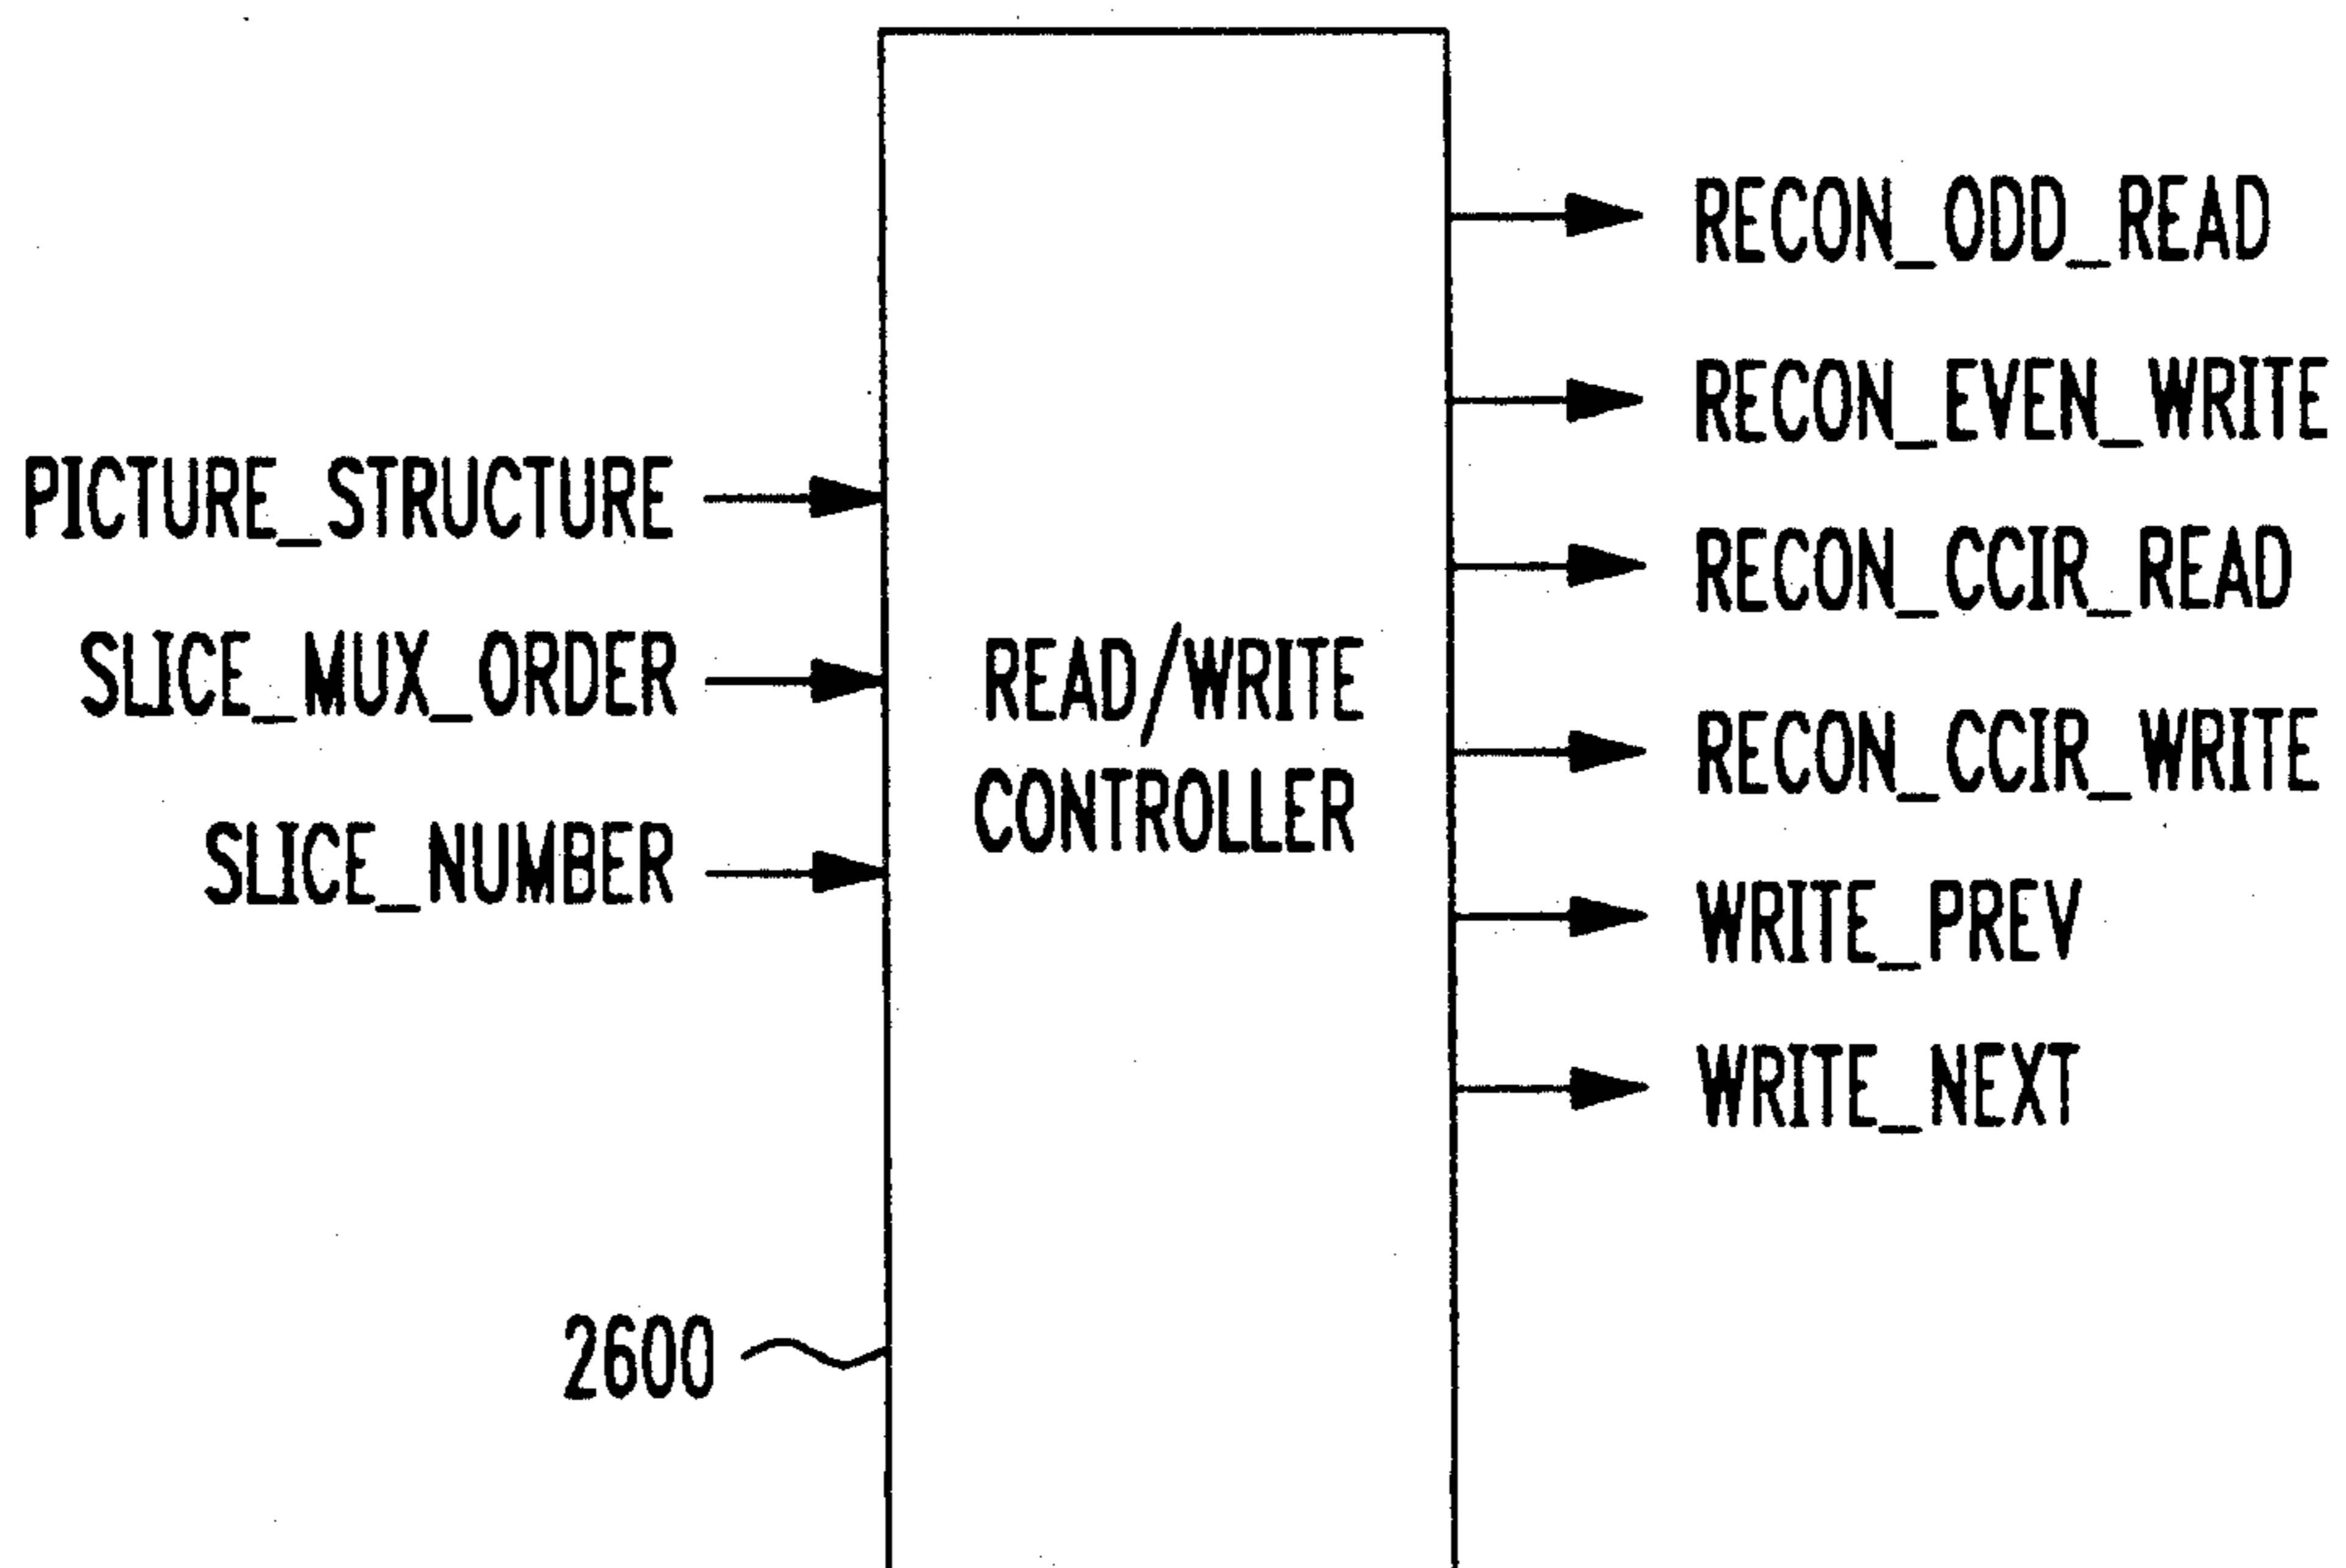 PICTURE_STRUCTURE
SLICE_MUX_ORDER
SLICE_NUMBER
2600
READ/WRITE
CONTROLLER
RECON_ODD_READ
RECON_EVEN_WRITE
RECON_CCIR_READ
RECON_CCIR_WRITE
WRITE_PREV
WRITE_NEXT